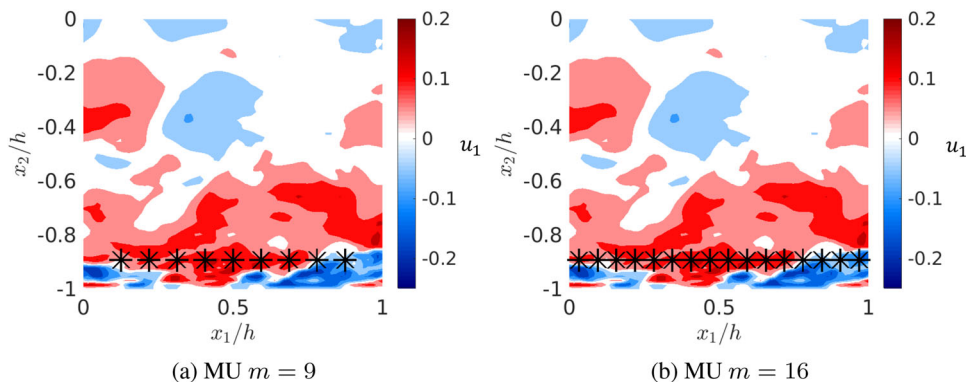 0 0.2 0 0.2
-0.2 0.1 -0.2 0.1
x₂/h -0.4 0 u₁ x₂/h -0.4 0 u₁
-0.6 -0.1 -0.6 -0.1
-0.8 -0.2 -0.8 -0.2
-1 -1
0 0.5 1 0 0.5 1
x₁/h x₁/h
(a) MU m = 9 (b) MU m = 16